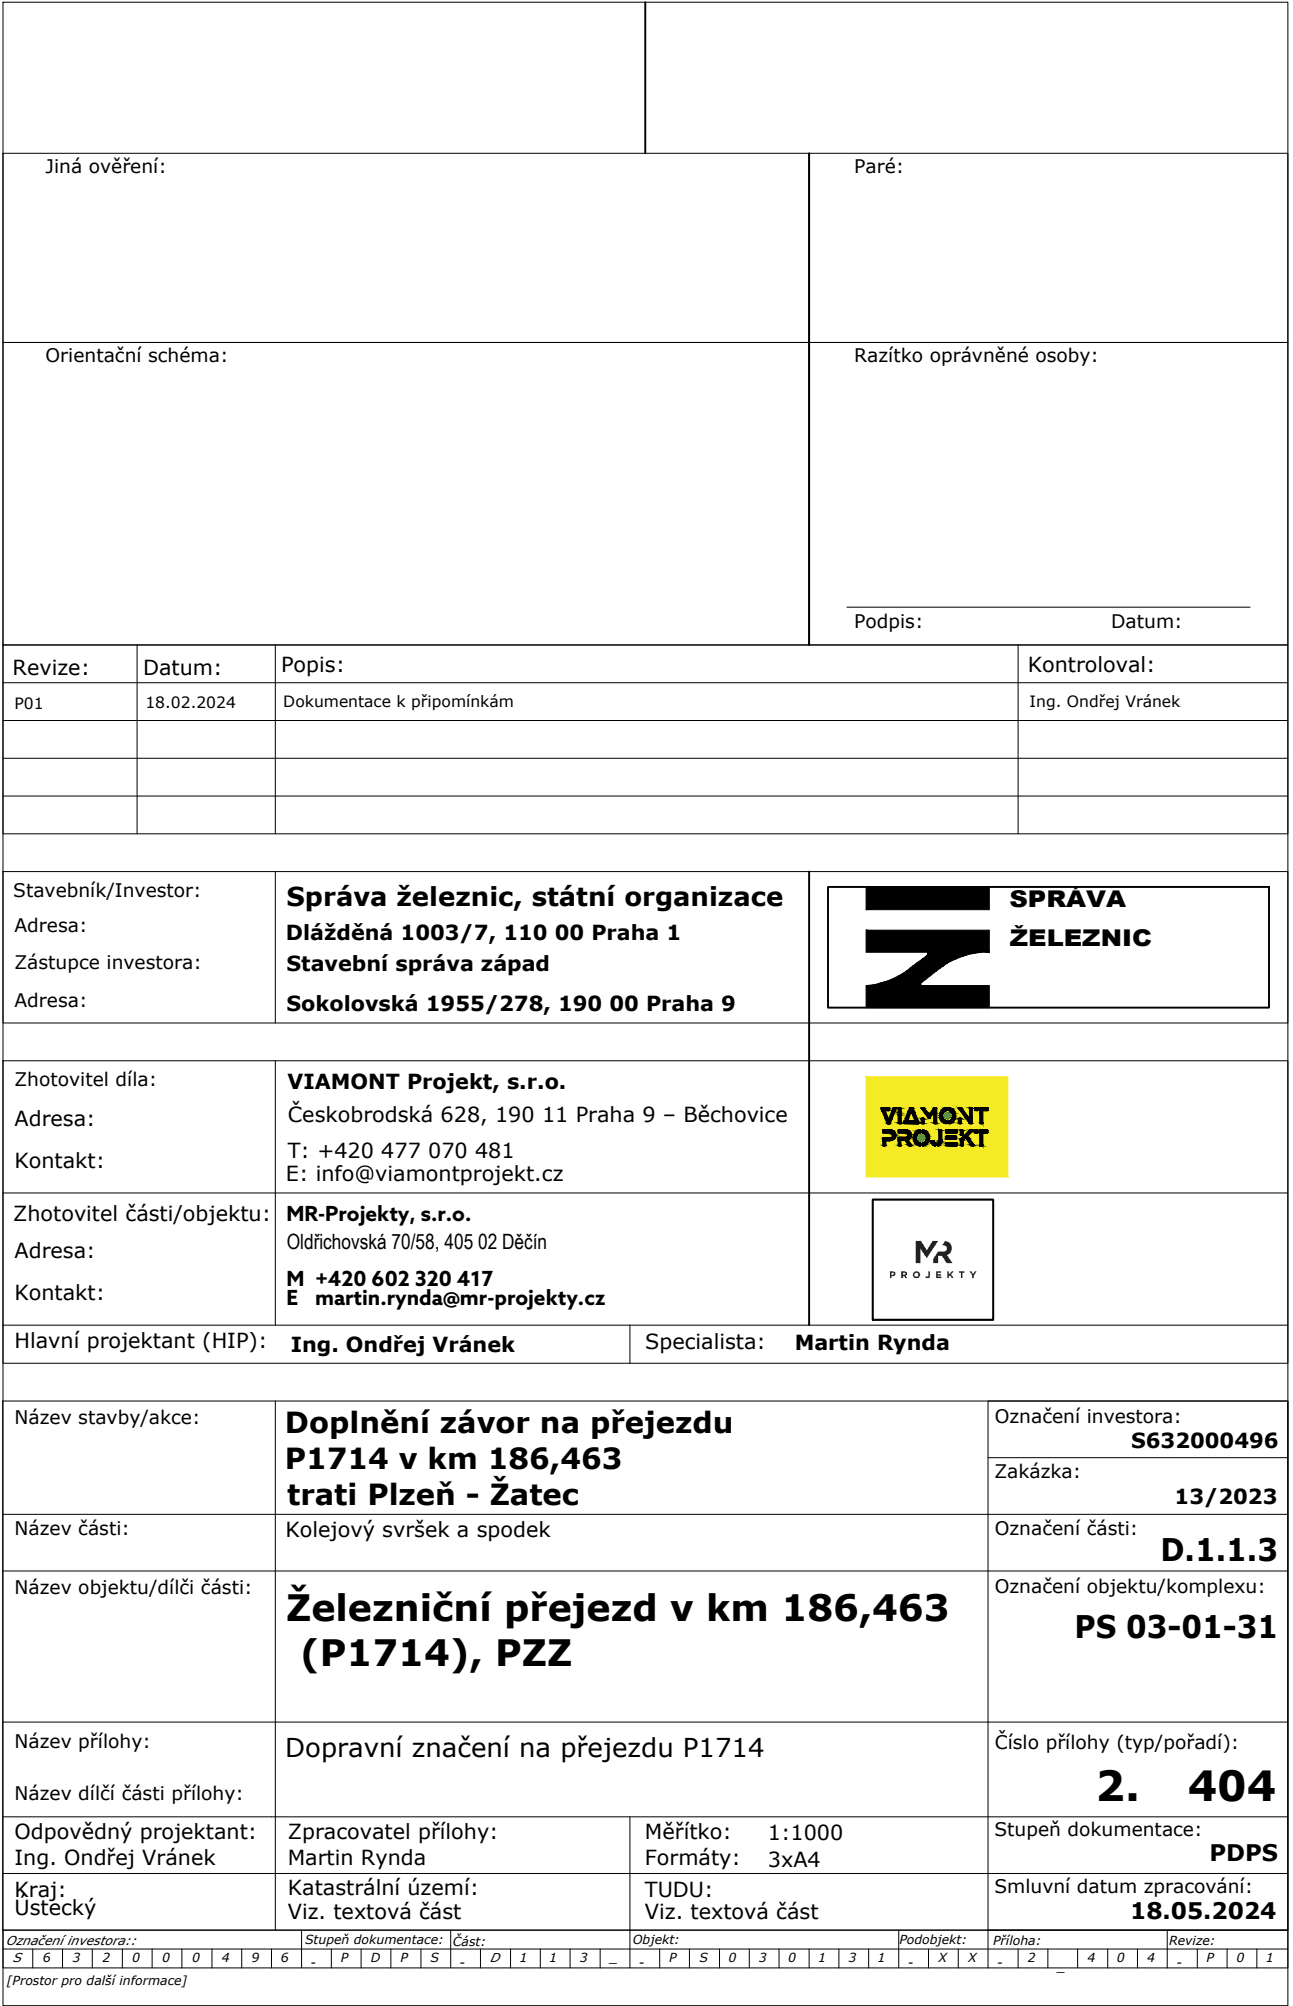 Jiná ověření:
Paré:
Orientační schéma:
Razítko oprávněné osoby:
Podpis: Datum:
Revize: Datum: Popis: Kontroloval:
P01 18.02.2024 Dokumentace k připomínkám Ing. Ondřej Vránek
Stavebník/Investor: Správa železnic, státní organizace
Adresa: Dlážděná 1003/7, 110 00 Praha 1
Zástupce investora: Stavební správa západ
Adresa: Sokolovská 1955/278, 190 00 Praha 9
SPRÁVA
ŽELEZNIC
Zhotovitel díla: VIAMONT Projekt, s.r.o.
Adresa: Českobrodská 628, 190 11 Praha 9 – Běchovice
Kontakt: T: +420 477 070 481
E: info@viamontprojekt.cz
VIAMONT
PROJEKT
Zhotovitel části/objektu: MR-Projekty, s.r.o.
Adresa: Oldřichovská 70/58, 405 02 Děčín
Kontakt: M +420 602 320 417
E martin.rynda@mr-projekty.cz
MR
PROJEKTY
Hlavní projektant (HIP): Ing. Ondřej Vránek Specialista: Martin Rynda
Název stavby/akce: Doplnění závor na přejezdu
P1714 v km 186,463
trati Plzeň - Žatec
Označení investora:
S632000496
Zakázka:
13/2023
Název části: Kolejový svršek a spodek
Označení části:
D.1.1.3
Název objektu/dílči části: Železniční přejezd v km 186,463
(P1714), PZZ
Označení objektu/komplexu:
PS 03-01-31
Název přílohy: Dopravní značení na přejezdu P1714
Název dílčí části přílohy:
Číslo přílohy (typ/pořadí):
2. 404
Odpovědný projektant: Zpracovatel přílohy: Měřítko: 1:1000 Stupeň dokumentace:
Ing. Ondřej Vránek Martin Rynda Formáty: 3xA4 PDPS
Kraj: Katastrální území: TUDU: Smluvní datum zpracování:
Ústecký Viz. textová část Viz. textová část 18.05.2024
Označení investora:: Stupeň dokumentace: Část: Objekt: Podobjekt: Příloha: Revize:
S 6 3 2 0 0 0 4 9 6 _ P D P S _ D 1 1 3 _ _ P S 0 3 0 1 3 1 _ X X _ 2 _ 4 0 4 _ P 0 1
[Prostor pro další informace]